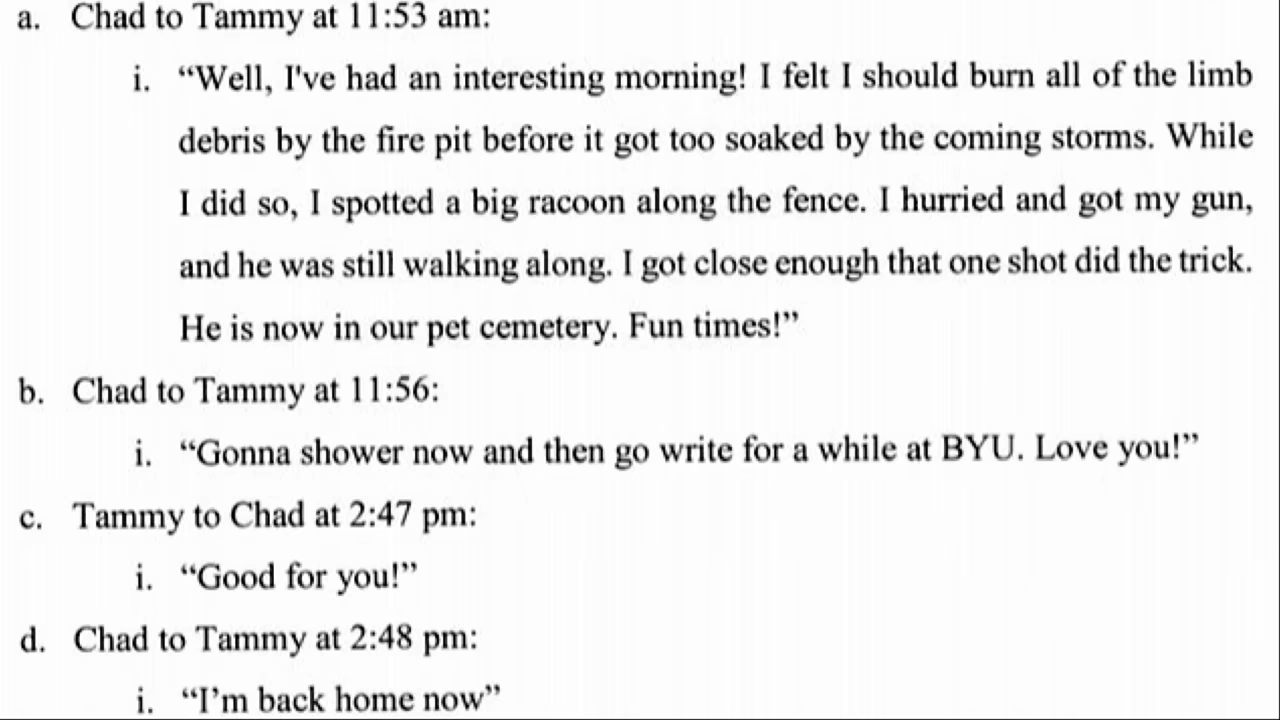 a. Chad to Tammy at 11:53 am:
i. “Well, I've had an interesting morning! I felt I should burn all of the limb
debris by the fire pit before it got too soaked by the coming storms. While
I did so, I spotted a big racoon along the fence. I hurried and got my gun,
and he was still walking along. I got close enough that one shot did the trick.
He is now in our pet cemetery. Fun times!”
b. Chad to Tammy at 11:56:
i. “Gonna shower now and then go write for a while at BYU. Love you!”
c. Tammy to Chad at 2:47 pm:
i. “Good for you!”
d. Chad to Tammy at 2:48 pm:
i. “I’m back home now”